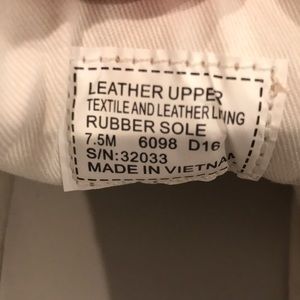 LEATHER UPPER
TEXTILE AND LEATHER LINING
RUBBER SOLE
7.5M 6098 D16
S/N:32033
MADE IN VIETNAM